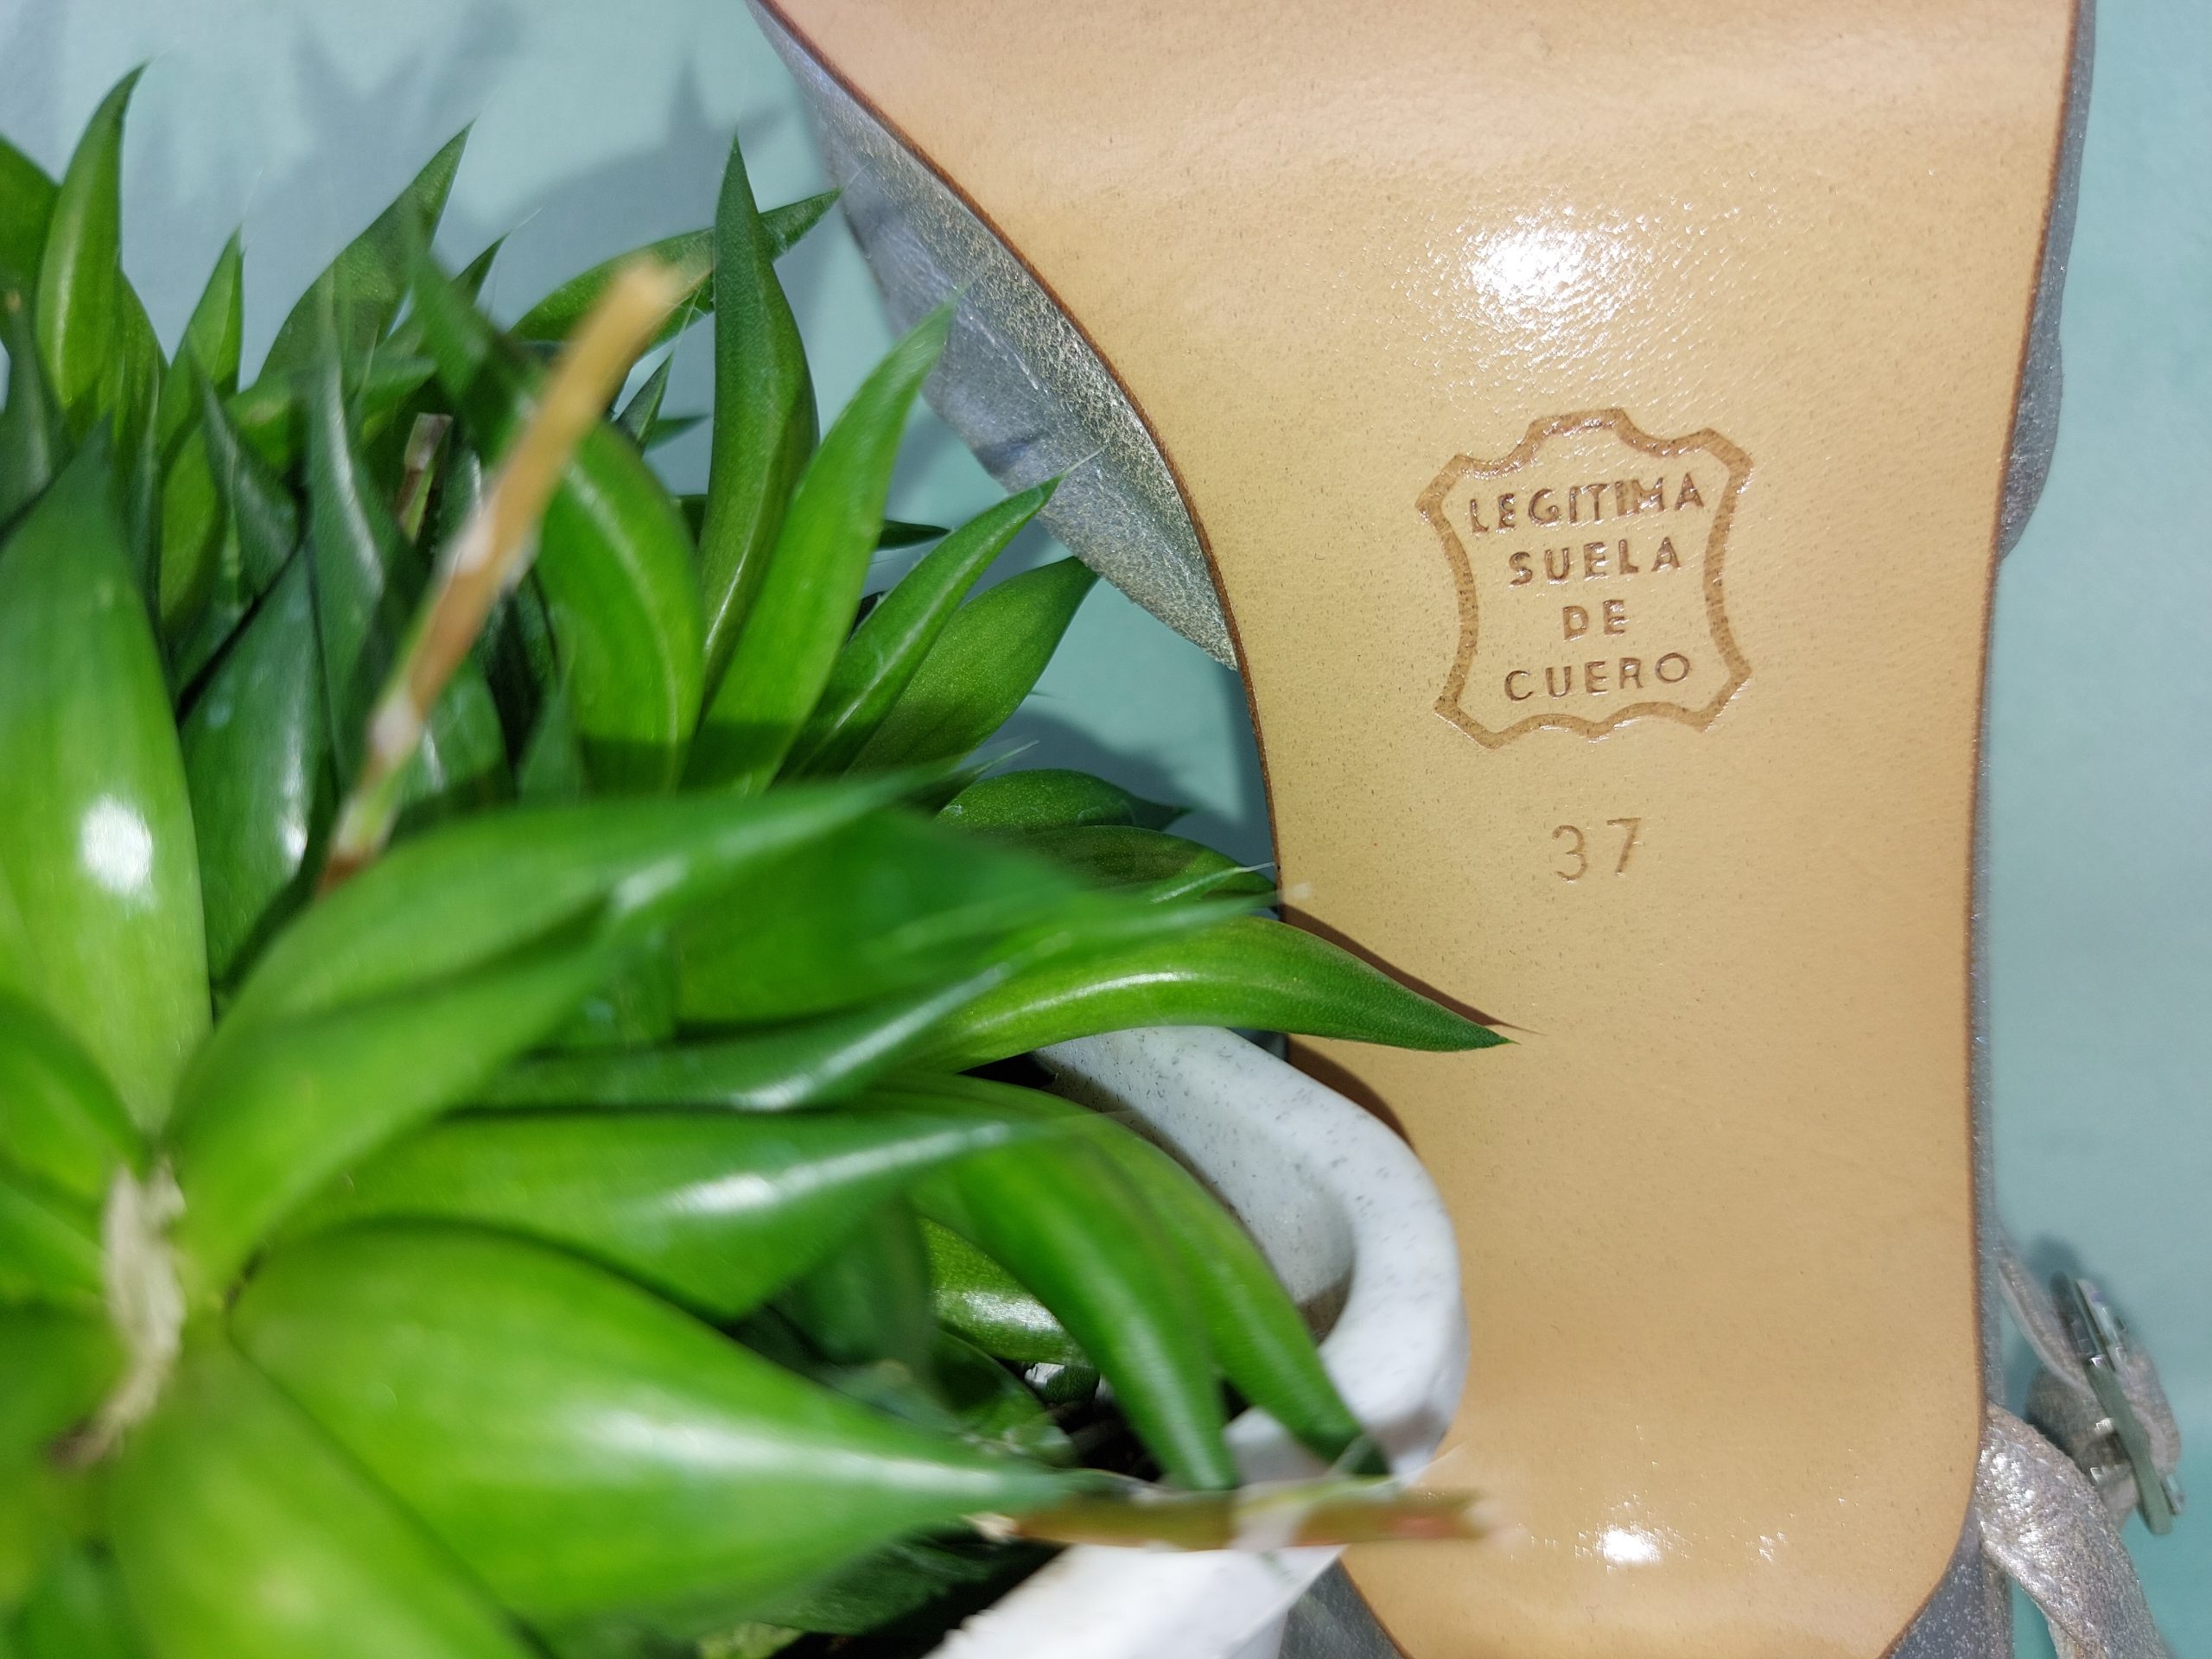 LEGITIMA
SUELA
DE
CUERO
37